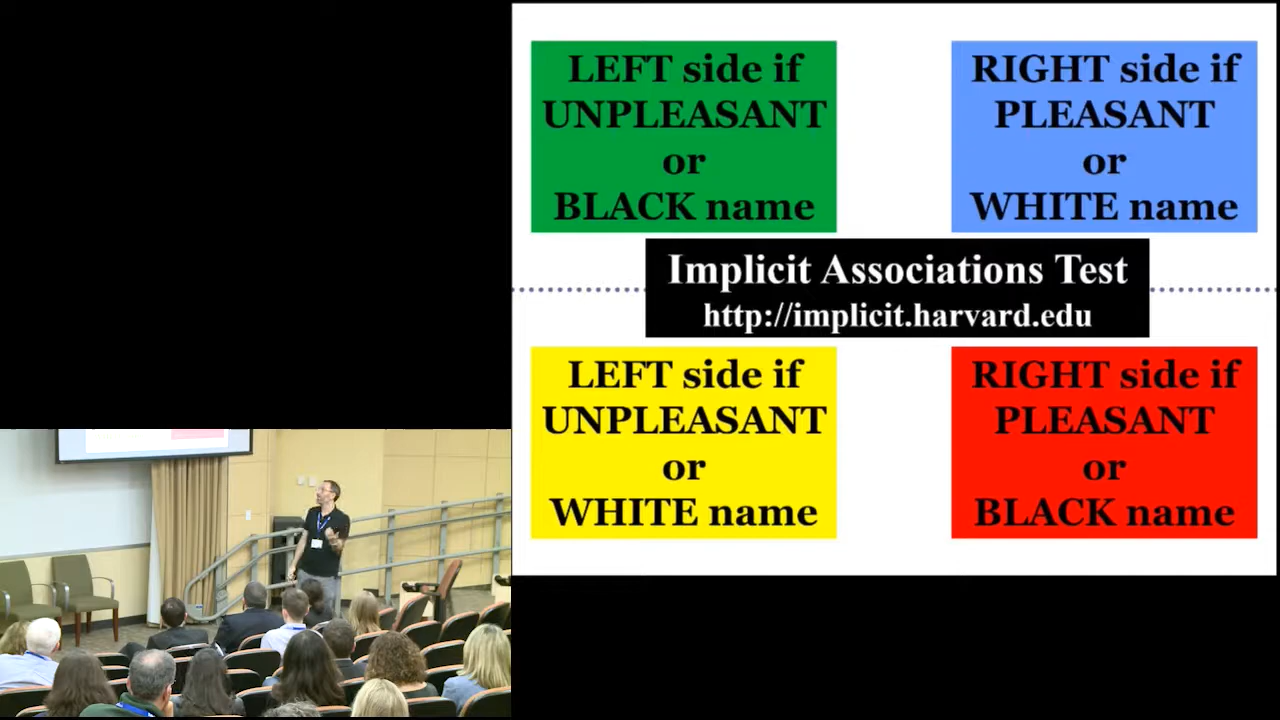 LEFT side if
UNPLEASANT
or
BLACK name
RIGHT side if
PLEASANT
or
WHITE name
Implicit Associations Test
http://implicit.harvard.edu
LEFT side if
UNPLEASANT
or
WHITE name
RIGHT side if
PLEASANT
or
BLACK name